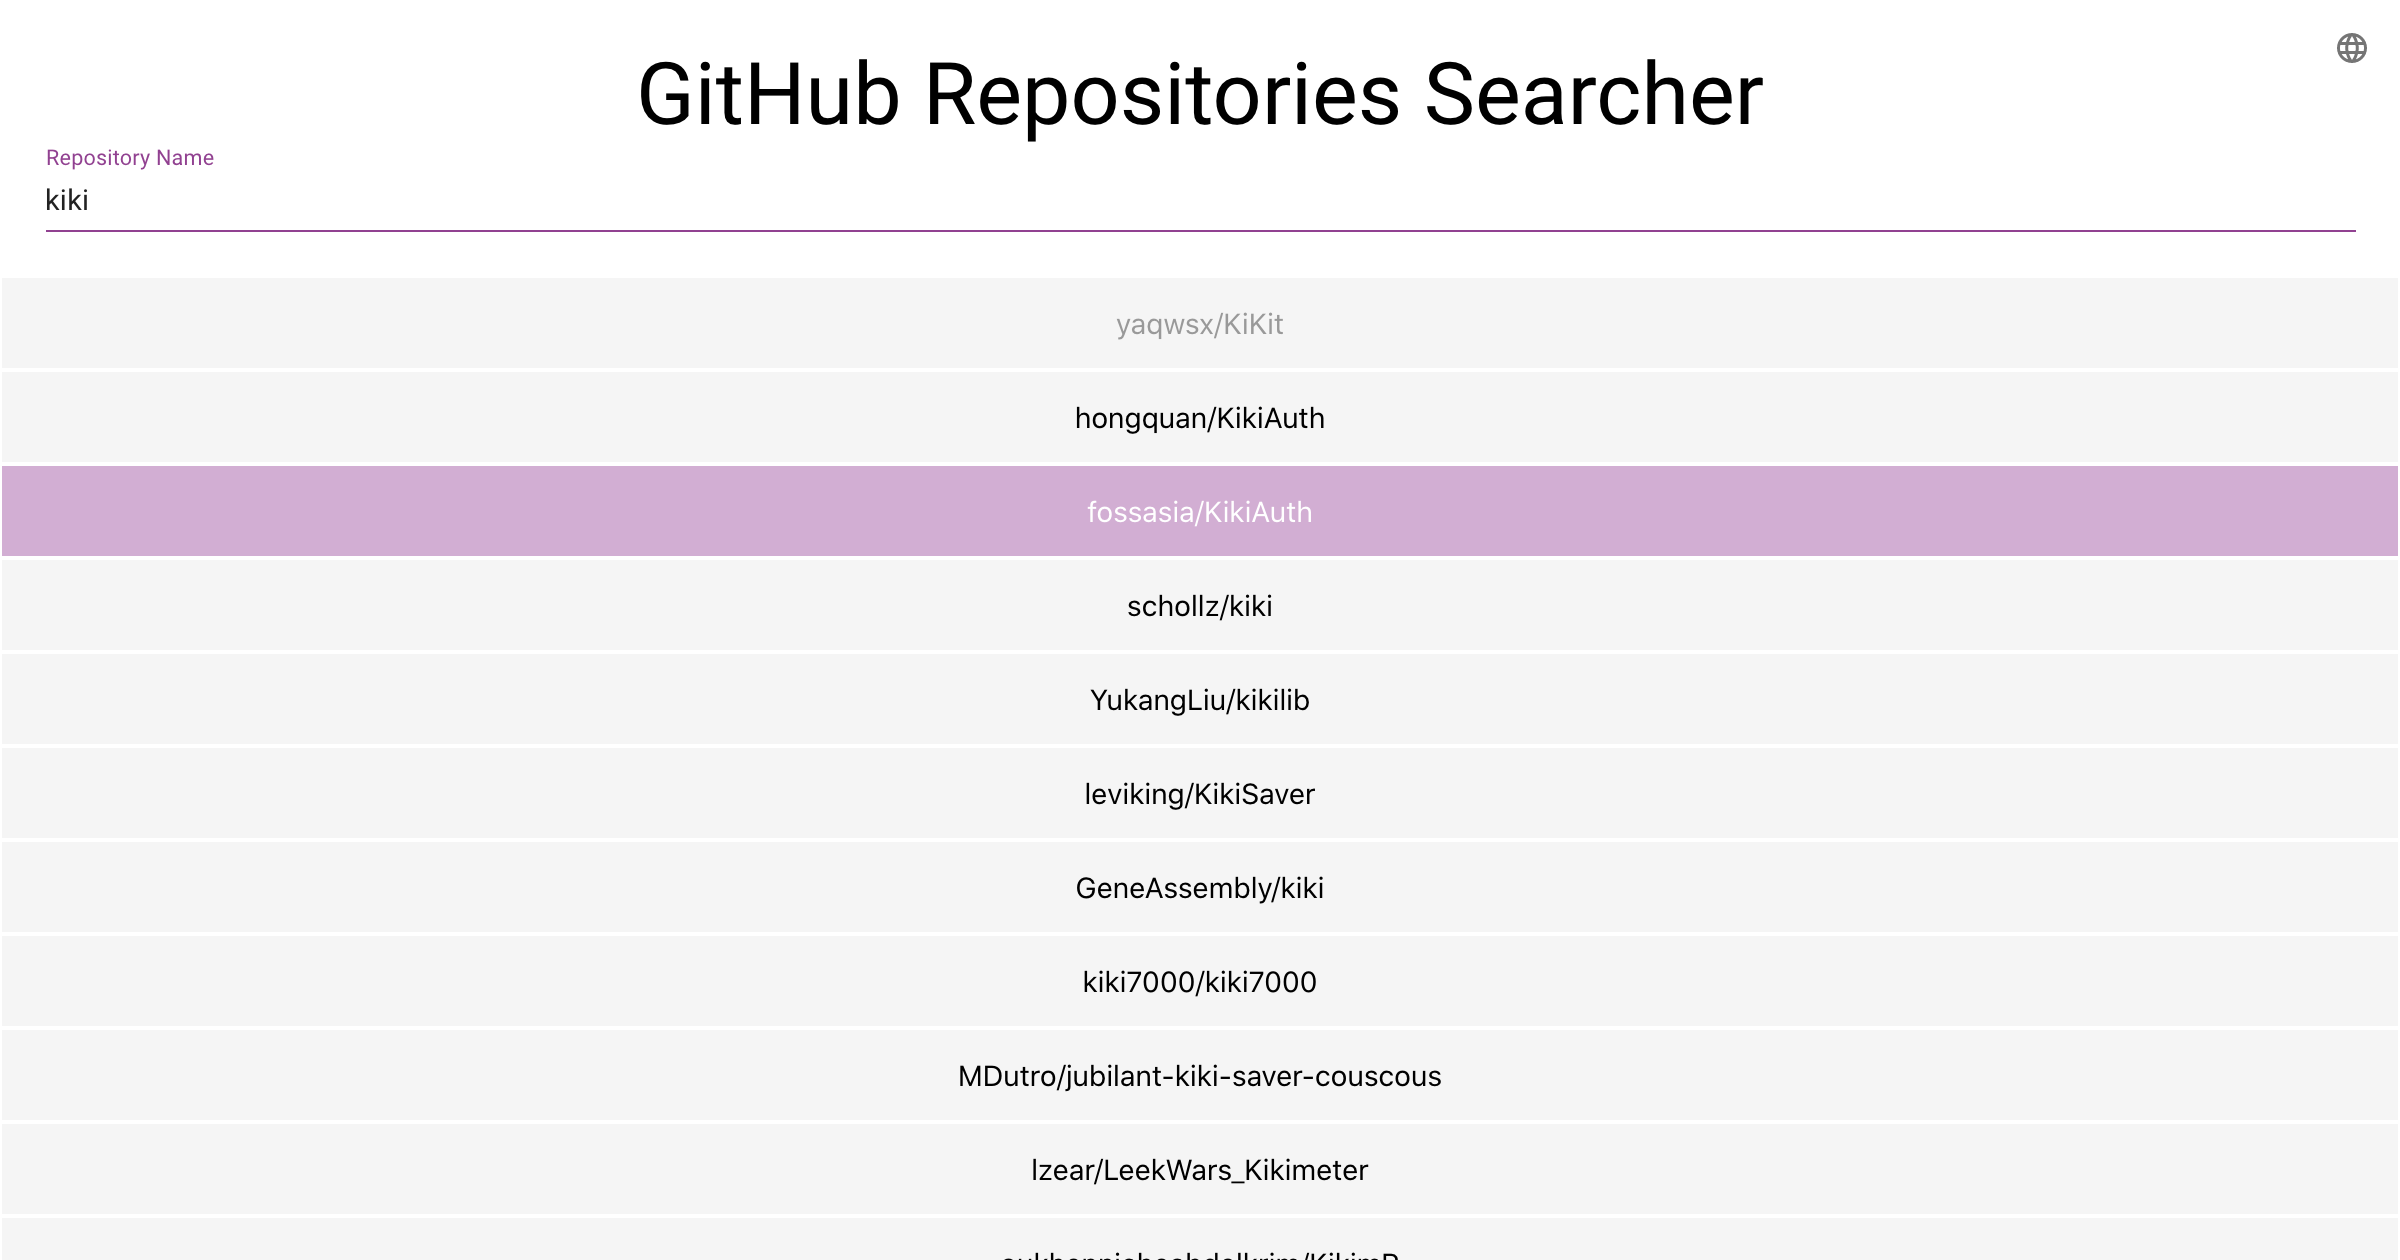 GitHub Repositories Searcher
Repository Name
kiki
yaqwsx/KiKit
hongquan/KikiAuth
fossasia/KikiAuth
schollz/kiki
YukangLiu/kikilib
leviking/KikiSaver
GeneAssembly/kiki
kiki7000/kiki7000
MDutro/jubilant-kiki-saver-couscous
lzear/LeekWars_Kikimeter